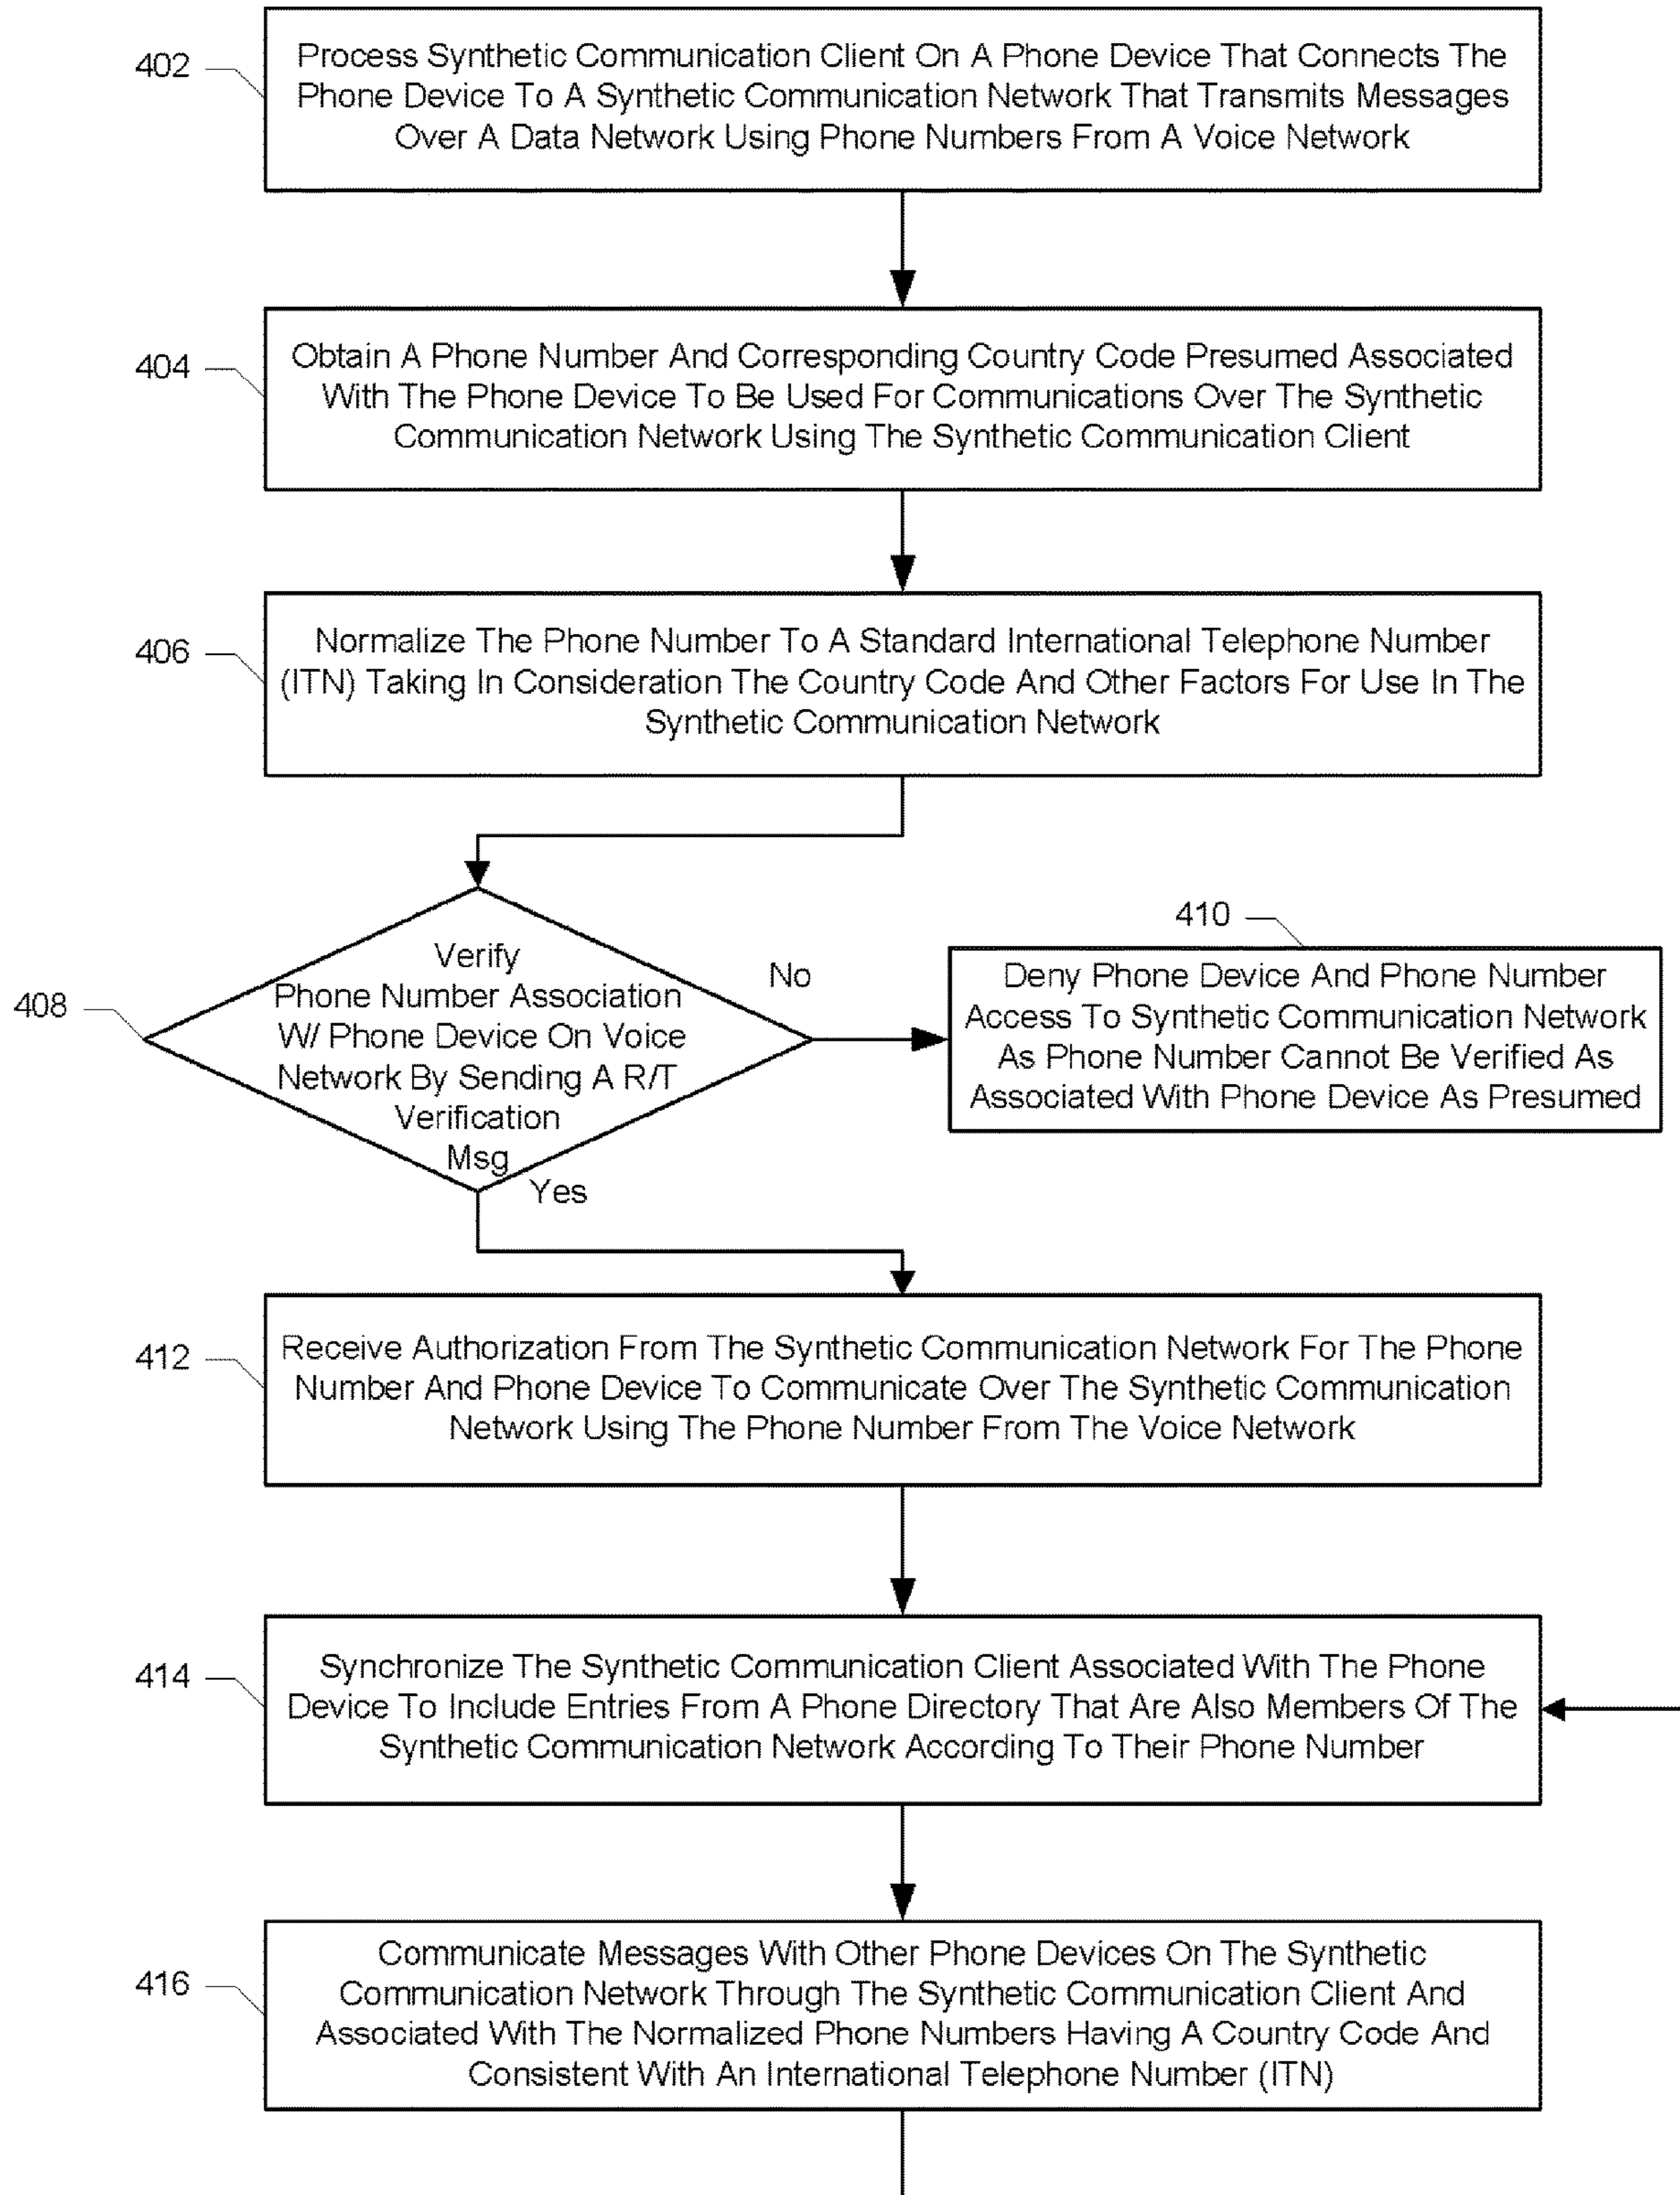 402
Process Synthetic Communication Client On A Phone Device That Connects The
Phone Device To A Synthetic Communication Network That Transmits Messages
Over A Data Network Using Phone Numbers From A Voice Network
404
Obtain A Phone Number And Corresponding Country Code Presumed Associated
With The Phone Device To Be Used For Communications Over The Synthetic
Communication Network Using The Synthetic Communication Client
406
Normalize The Phone Number To A Standard International Telephone Number
(ITN) Taking In Consideration The Country Code And Other Factors For Use In The
Synthetic Communication Network
408
Verify
Phone Number Association
W/ Phone Device On Voice
Network By Sending A R/T
Verification
Msg
No
Yes
410
Deny Phone Device And Phone Number
Access To Synthetic Communication Network
As Phone Number Cannot Be Verified As
Associated With Phone Device As Presumed
412
Receive Authorization From The Synthetic Communication Network For The Phone
Number And Phone Device To Communicate Over The Synthetic Communication
Network Using The Phone Number From The Voice Network
414
Synchronize The Synthetic Communication Client Associated With The Phone
Device To Include Entries From A Phone Directory That Are Also Members Of The
Synthetic Communication Network According To Their Phone Number
416
Communicate Messages With Other Phone Devices On The Synthetic
Communication Network Through The Synthetic Communication Client And
Associated With The Normalized Phone Numbers Having A Country Code And
Consistent With An International Telephone Number (ITN)